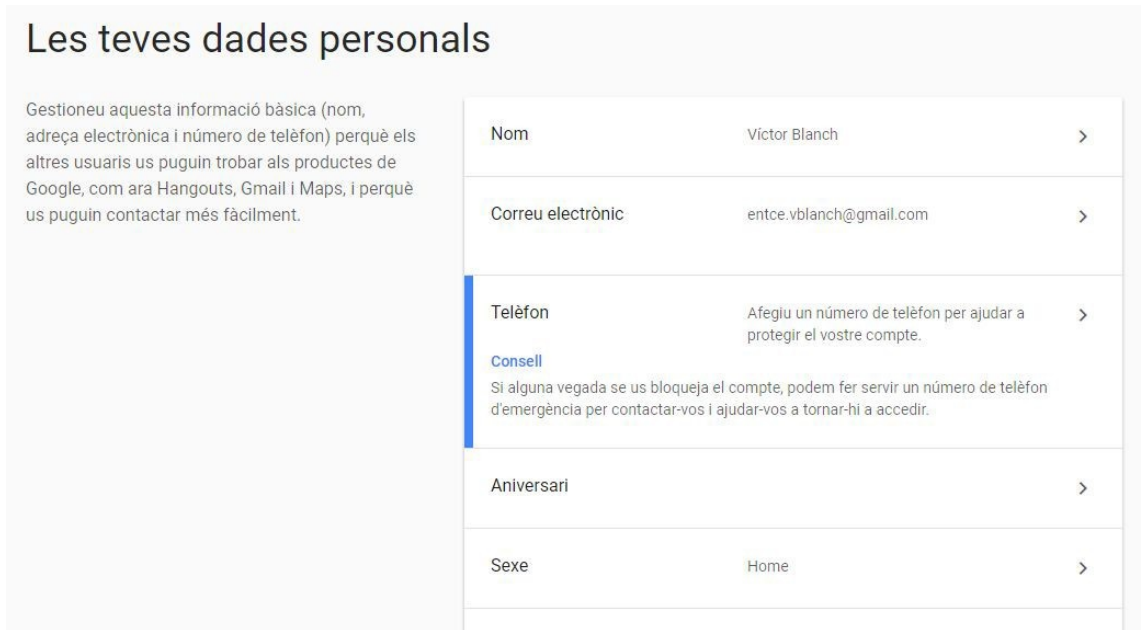 Les teves dades personals
Gestioneu aquesta informació bàsica (nom,
adreça electrònica i número de telèfon) perquè els
altres usuaris us puguin trobar als productes de
Google, com ara Hangouts, Gmail i Maps, i perquè
us puguin contactar més fàcilment.
Nom Víctor Blanch
Correu electrònic entce.vblanch@gmail.com
Telèfon Afegiu un número de telèfon per ajudar a
protegir el vostre compte.
Consell
Si alguna vegada se us bloqueja el compte, podem fer servir un número de telèfon
d'emergència per contactar-vos i ajudar-vos a tornar-hi a accedir.
Aniversari
Sexe Home